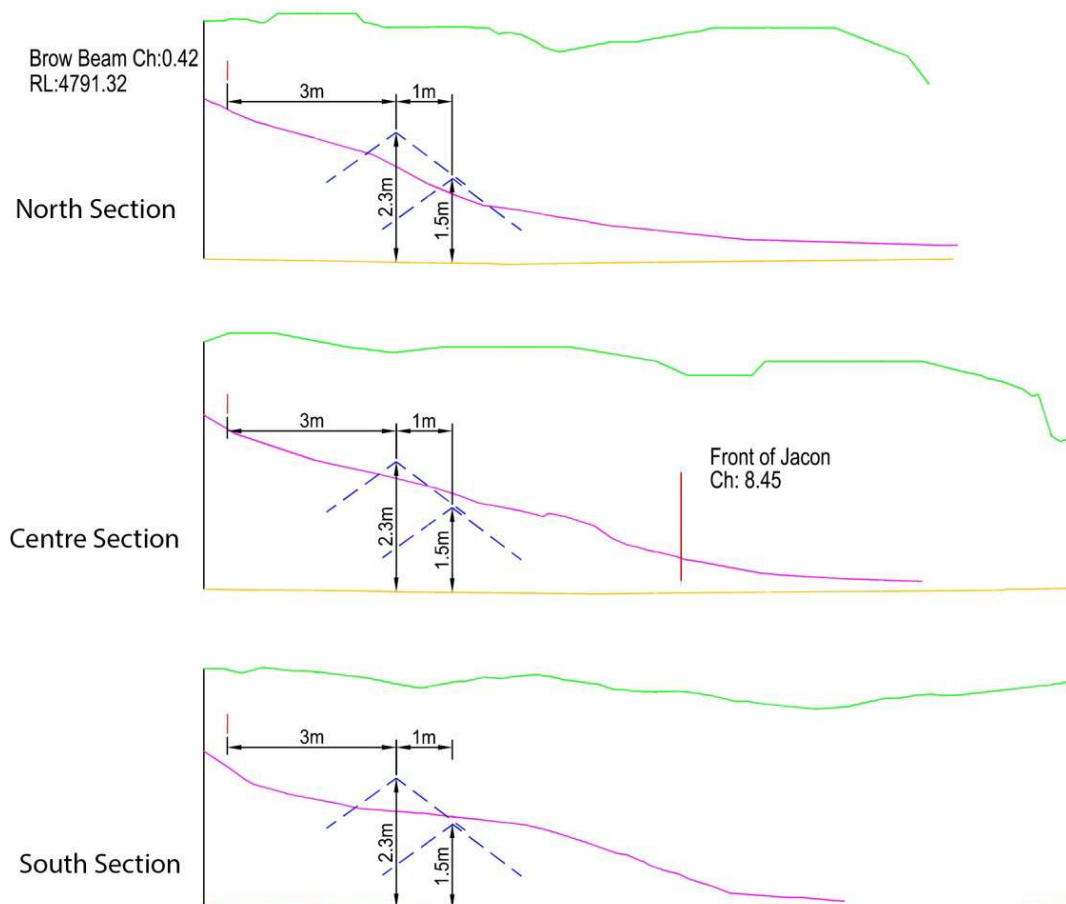 Brow Beam Ch:0.42
RL:4791.32
3m
1m
2.3m
1.5m
North Section
3m
1m
2.3m
1.5m
Front of Jacon
Ch: 8.45
Centre Section
3m
1m
2.3m
1.5m
South Section